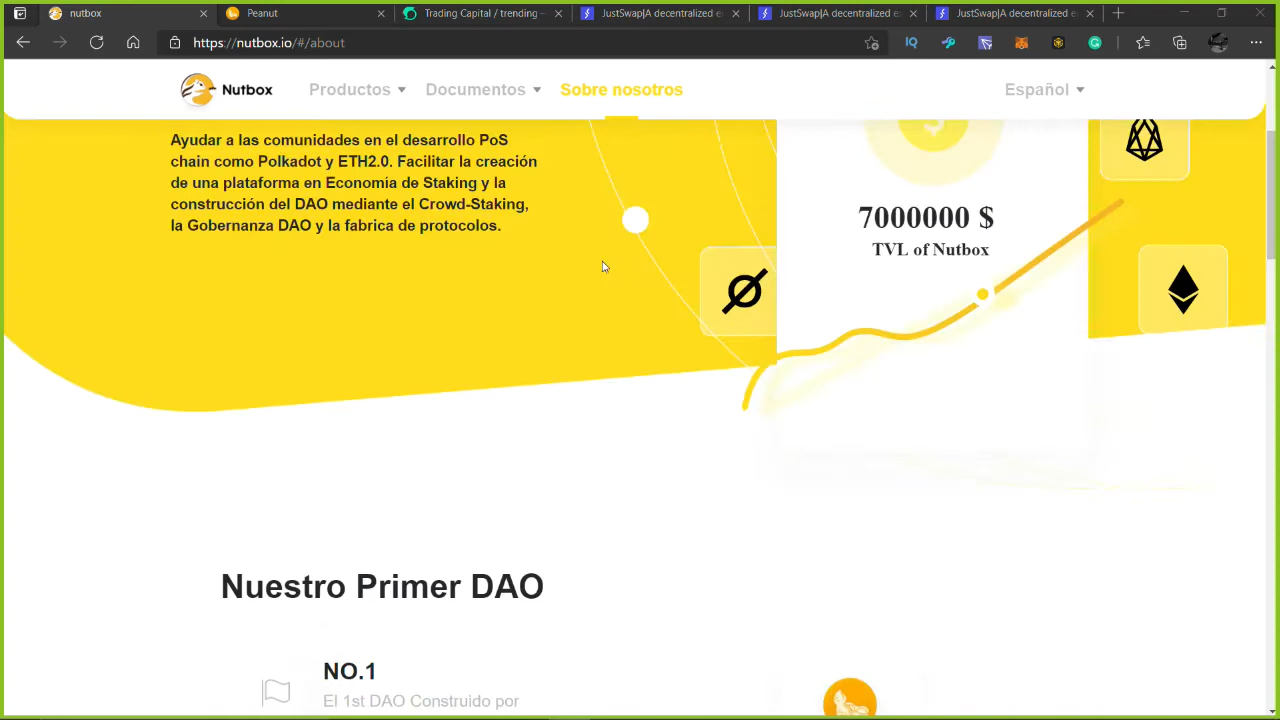 nutbox
Peanut
Trading Capital / trending -
JustSwap|A decentralized e
JustSwap|A decentralized e
JustSwap|A decentralized e
https://nutbox.io/#/about
Nutbox
Productos
Documentos
Sobre nosotros
Español
Ayudar a las comunidades en el desarrollo PoS
chain como Polkadot y ETH2.0. Facilitar la creación
de una plataforma en Economía de Staking y la
construcción del DAO mediante el Crowd-Staking,
la Gobernanza DAO y la fabrica de protocolos.
7000000 $
TVL of Nutbox
Nuestro Primer DAO
NO.1
El 1st DAO Construido por